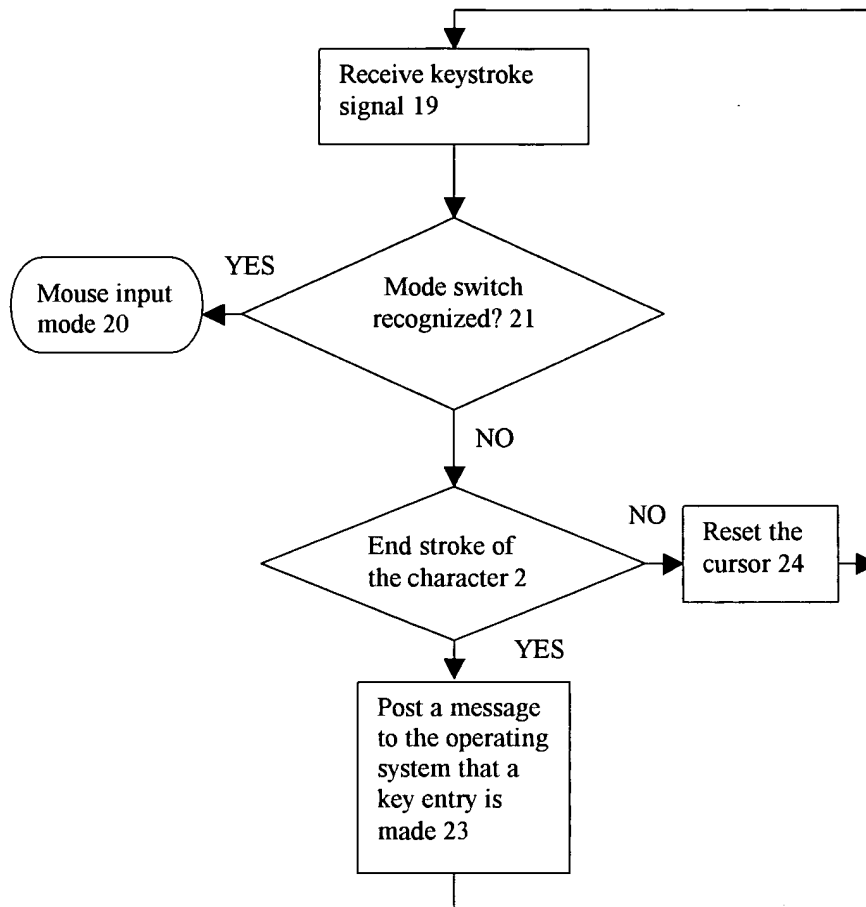 Receive keystroke
signal 19
YES
Mouse input
mode 20
Mode switch
recognized? 21
NO
End stroke of
the character 2
NO
Reset the
cursor 24
YES
Post a message
to the operating
system that a
key entry is
made 23